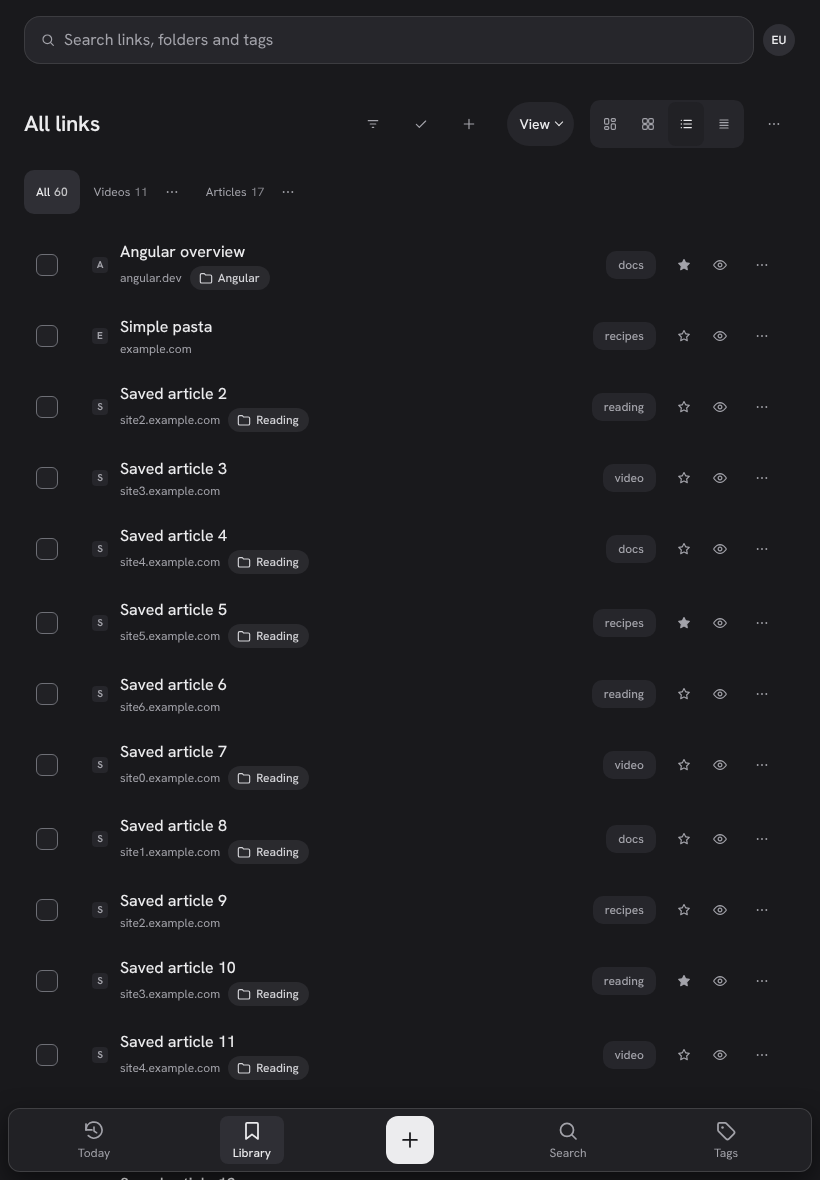 Search links, folders and tags
EU
All links
View
All 60
Videos 11
Articles 17
A
Angular overview
angular.dev
Angular
docs
E
Simple pasta
example.com
recipes
S
Saved article 2
site2.example.com
Reading
reading
S
Saved article 3
site3.example.com
video
S
Saved article 4
site4.example.com
Reading
docs
S
Saved article 5
site5.example.com
Reading
recipes
S
Saved article 6
site6.example.com
reading
S
Saved article 7
site0.example.com
Reading
video
S
Saved article 8
site1.example.com
Reading
docs
S
Saved article 9
site2.example.com
recipes
S
Saved article 10
site3.example.com
Reading
reading
S
Saved article 11
site4.example.com
Reading
video
Today
Library
Search
Tags